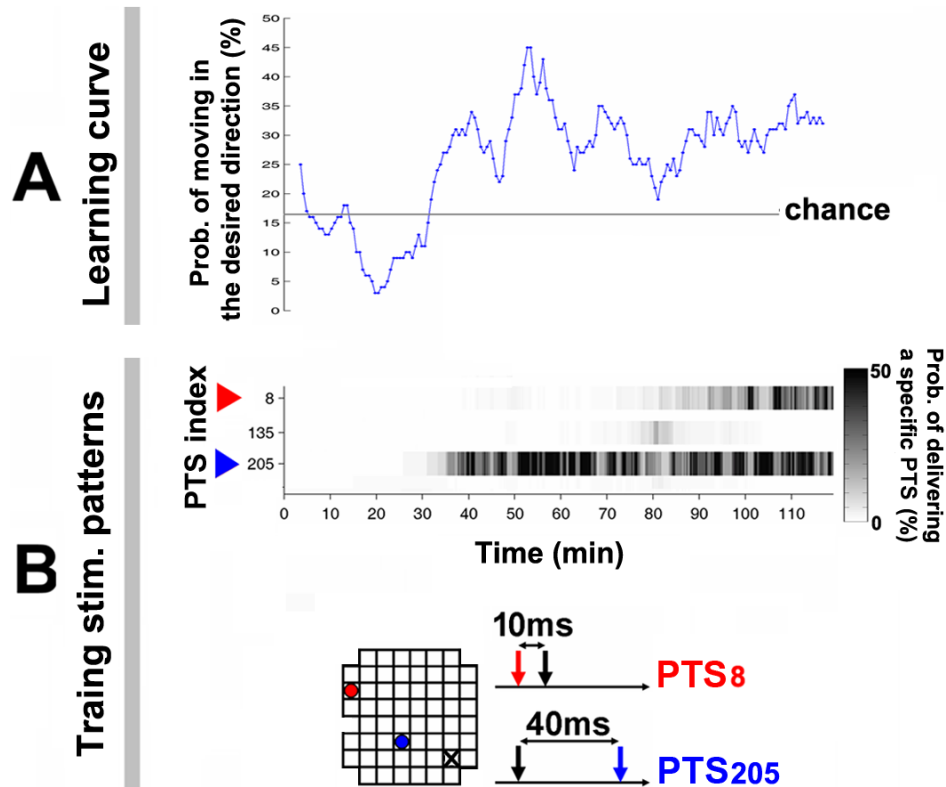 A
Learning curve
Prob. of moving in
the desired direction (%)
50
45
40
35
30
25
20
15
10
5
0
chance
B
Traing stim. patterns
PTS index
8
135
205
0 10 20 30 40 50 60 70 80 90 100 110
Time (min)
50
0
Prob. of delivering
a specific PTS (%)
10ms
PTS8
X
40ms
PTS205